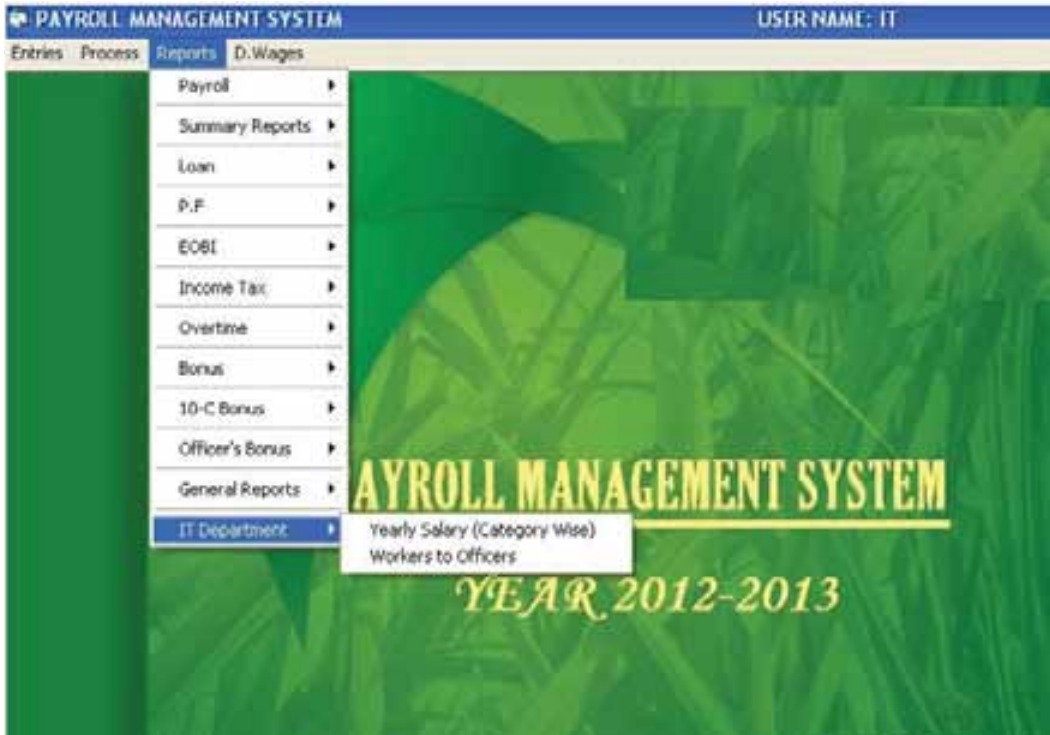 PAYROLL MANAGEMENT SYSTEM USER NAME: IT
Entries Process Reports D.Wages
Payroll
Summary Reports
Loan
P.F
EOBI
Income Tax
Overtime
Bonus
10-C Bonus
Officer's Bonus
General Reports
IT Department
Yearly Salary (Category Wise)
Workers to Officers
AYROLL MANAGEMENT SYSTEM
YEAR 2012-2013